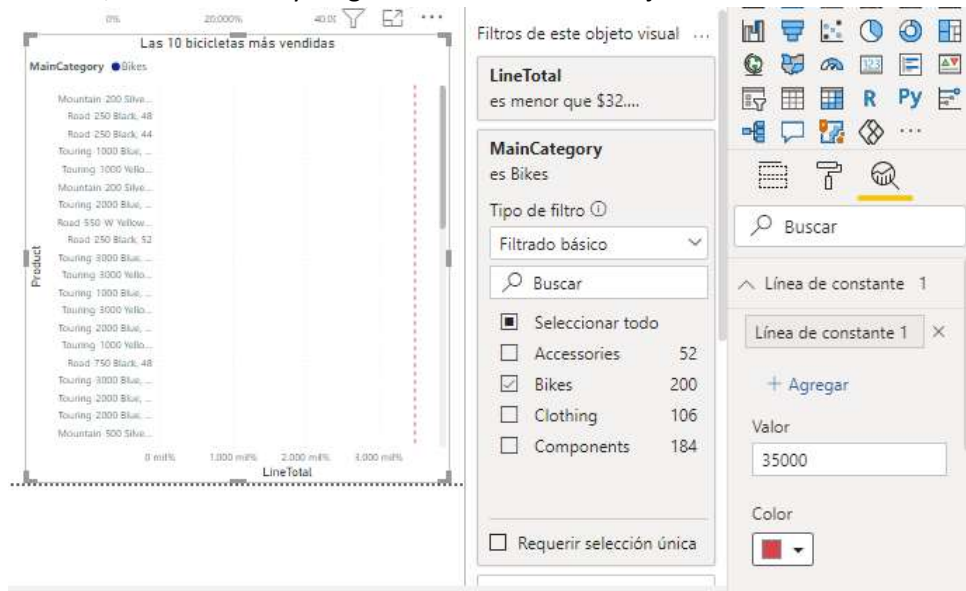 0%
20.000%
Las 10 bicicletas más vendidas
MainCategory
Bikes
Mountain 200 Silve...
Road 250 Black, 48
Road 250 Black, 44
Touring 1000 Blue, ...
Touring 1000 Yello...
Mountain 200 Silve...
Touring 2000 Blue, ...
Road 550 W Yellow...
Road 250 Black, 52
Touring 3000 Blue, ...
Touring 3000 Yello...
Touring 1000 Blue, ...
Touring 3000 Yello...
Touring 2000 Blue, ...
Touring 1000 Yello...
Road 750 Black, 48
Touring 3000 Blue, ...
Touring 2000 Blue, ...
Touring 2000 Blue, ...
Mountain 500 Silve...
Product
0 mil% 1.000 mil% 2.000 mil% 3.000 mil%
LineTotal
Filtros de este objeto visual ...
LineTotal
es menor que $32....
MainCategory
es Bikes
Tipo de filtro
Filtrado básico
Buscar
Seleccionar todo
Accessories 52
Bikes 200
Clothing 106
Components 184
Requerir selección única
123
R Py
Buscar
Línea de constante 1
Línea de constante 1 ×
+ Agregar
Valor
35000
Color